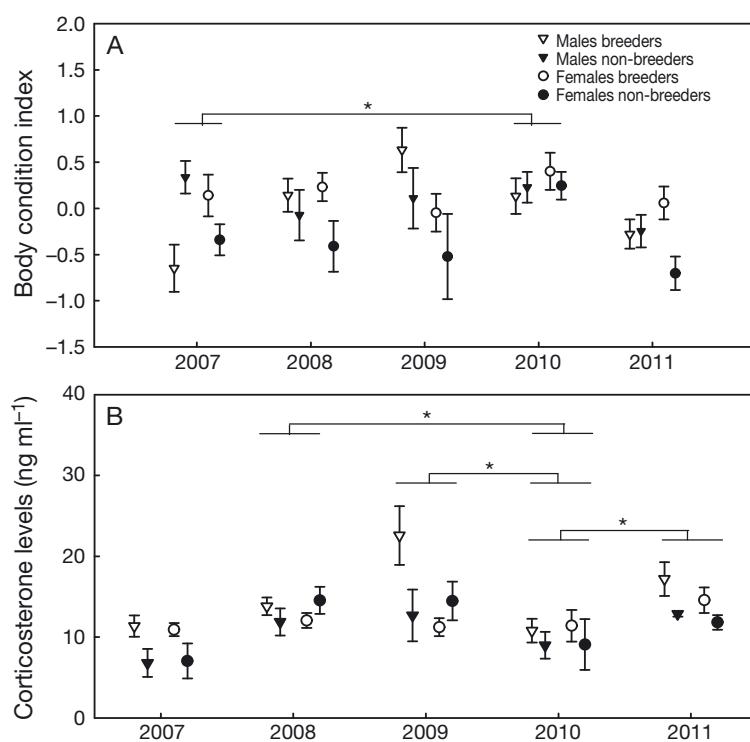 A
Males breeders
Males non-breeders
Females breeders
Females non-breeders
*
Body condition index
2.0
1.5
1.0
0.5
0.0
−0.5
−1.0
−1.5
2007 2008 2009 2010 2011
B
*
*
*
Corticosterone levels (ng ml⁻¹)
40
30
20
10
0
2007 2008 2009 2010 2011